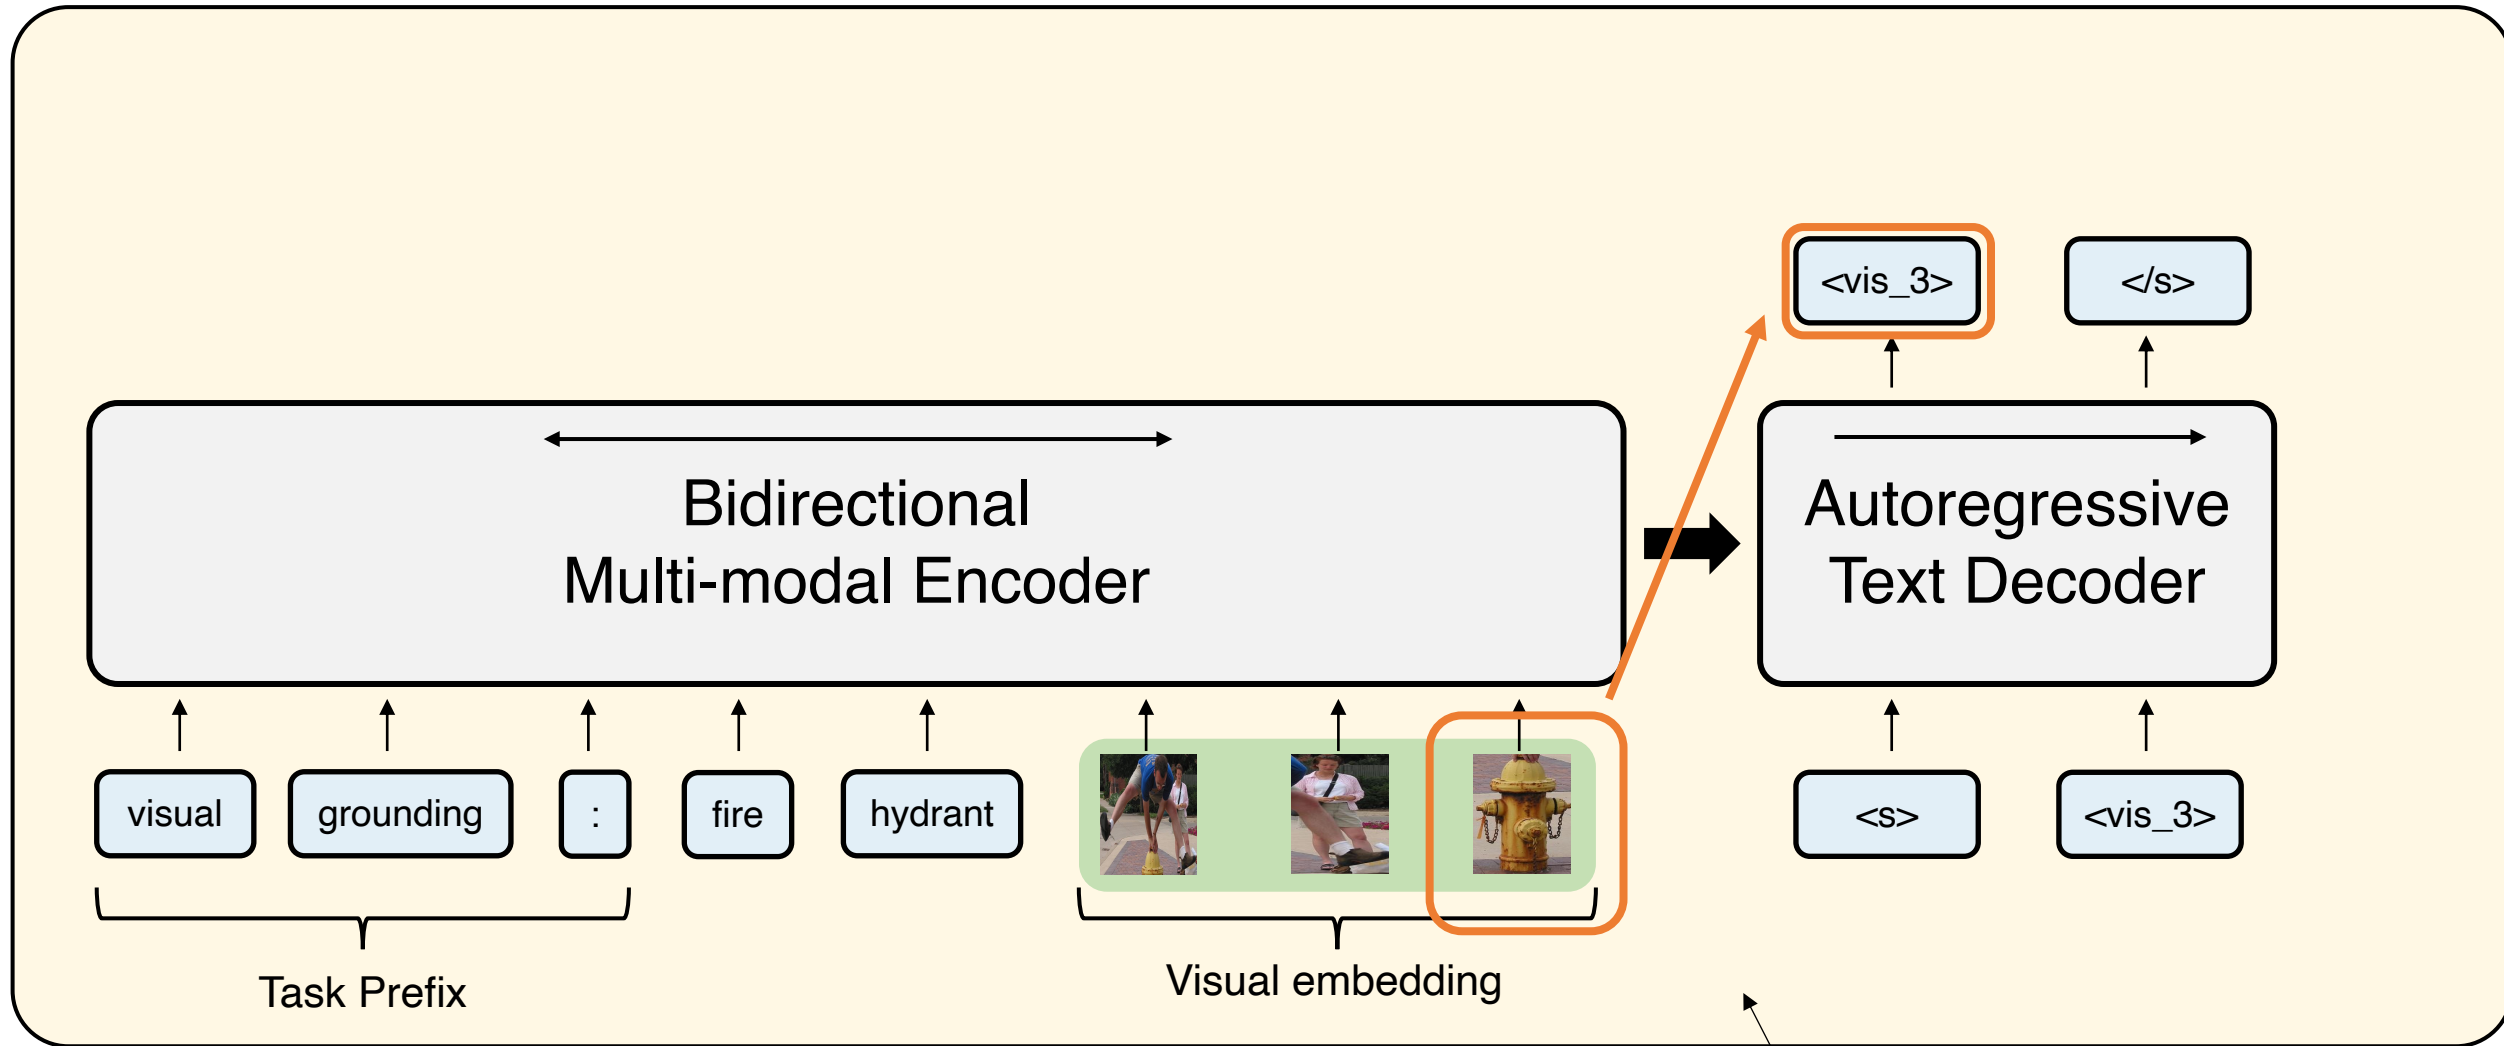 <vis_3>
</s>
Bidirectional
Multi-modal Encoder
Autoregressive
Text Decoder
visual
grounding
:
fire
hydrant
<s>
<vis_3>
Task Prefix
Visual embedding